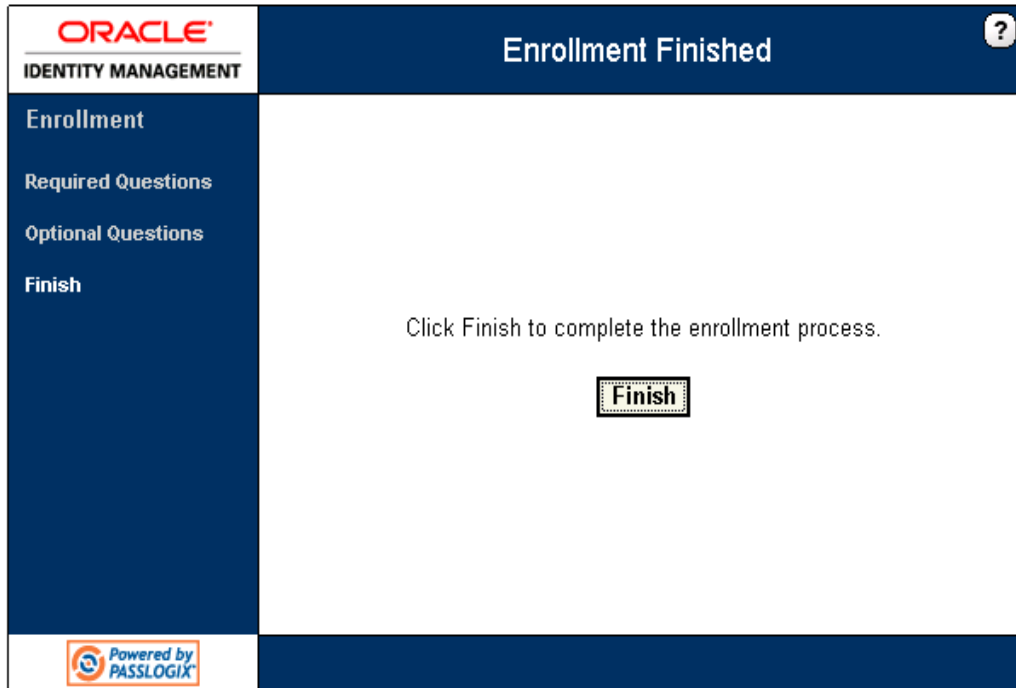 ORACLE
IDENTITY MANAGEMENT
Enrollment Finished
?
Enrollment
Required Questions
Optional Questions
Finish
Click Finish to complete the enrollment process.
Finish
Powered by
PASSLOGIX